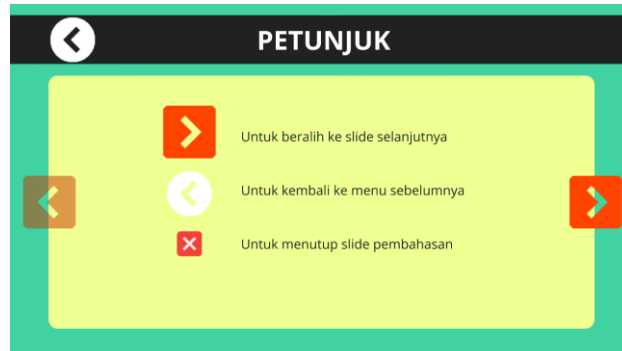 PETUNJUK
Untuk beralih ke slide selanjutnya
Untuk kembali ke menu sebelumnya
Untuk menutup slide pembahasan